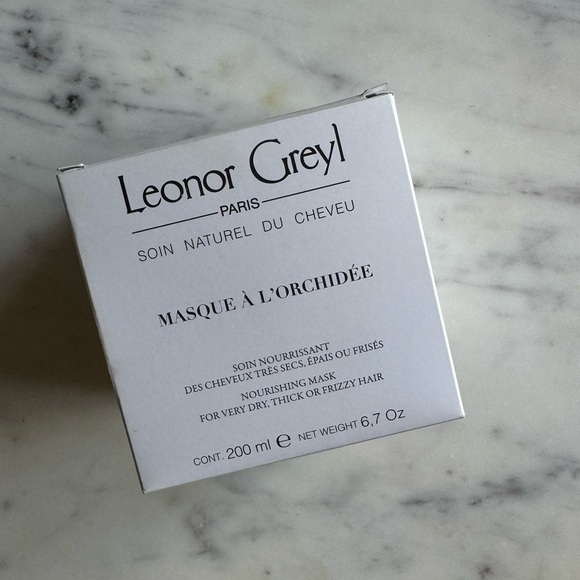 Leonor Greyl
PARIS
SOIN NATUREL DU CHEVEU
MASQUE À L'ORCHIDÉE
SOIN NOURRISSANT
DES CHEVEUX TRÈS SECS, ÉPAIS OU FRISÉS
NOURISHING MASK
FOR VERY DRY, THICK OR FRIZZY HAIR
CONT. 200 ml ℮ NET WEIGHT 6,7 Oz